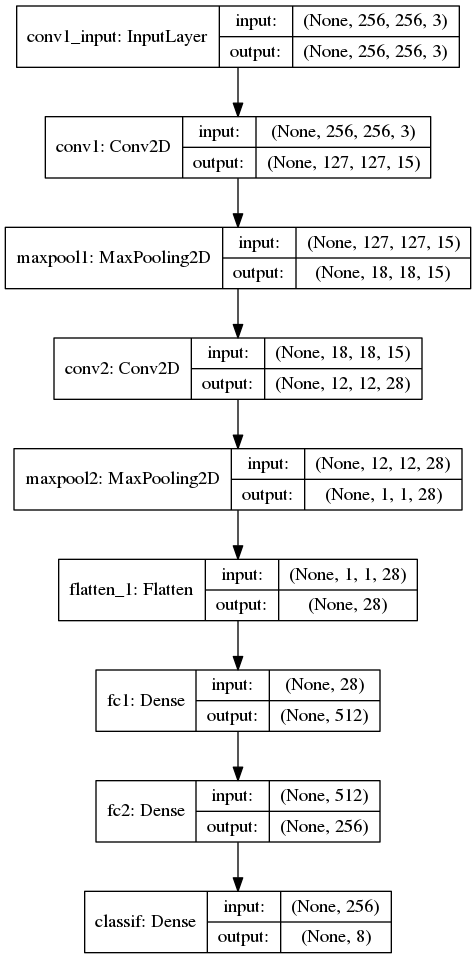 conv1_input: InputLayer input: (None, 256, 256, 3)
output: (None, 256, 256, 3)
conv1: Conv2D input: (None, 256, 256, 3)
output: (None, 127, 127, 15)
maxpool1: MaxPooling2D input: (None, 127, 127, 15)
output: (None, 18, 18, 15)
conv2: Conv2D input: (None, 18, 18, 15)
output: (None, 12, 12, 28)
maxpool2: MaxPooling2D input: (None, 12, 12, 28)
output: (None, 1, 1, 28)
flatten_1: Flatten input: (None, 1, 1, 28)
output: (None, 28)
fc1: Dense input: (None, 28)
output: (None, 512)
fc2: Dense input: (None, 512)
output: (None, 256)
classif: Dense input: (None, 256)
output: (None, 8)